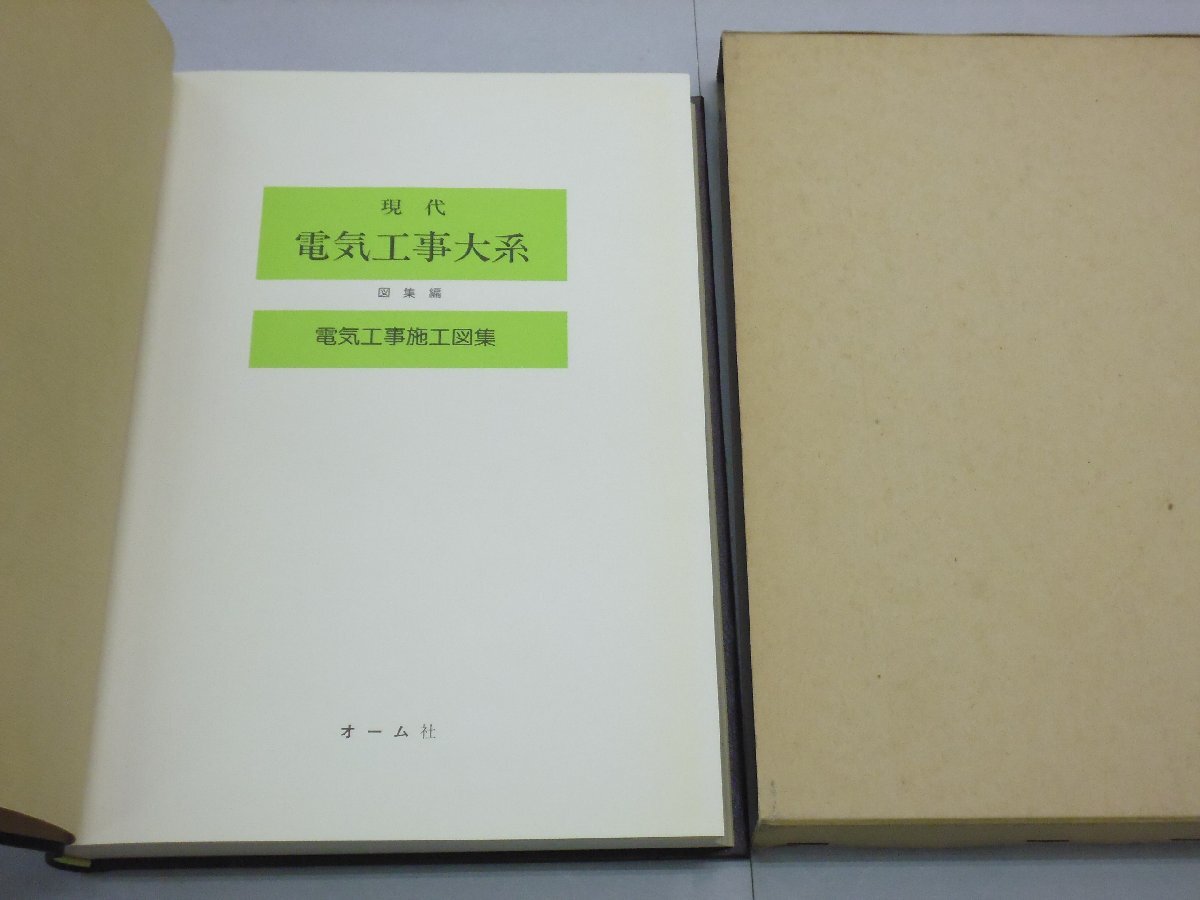 現代
電気工事大系
図集編
電気工事施工図集
オーム社